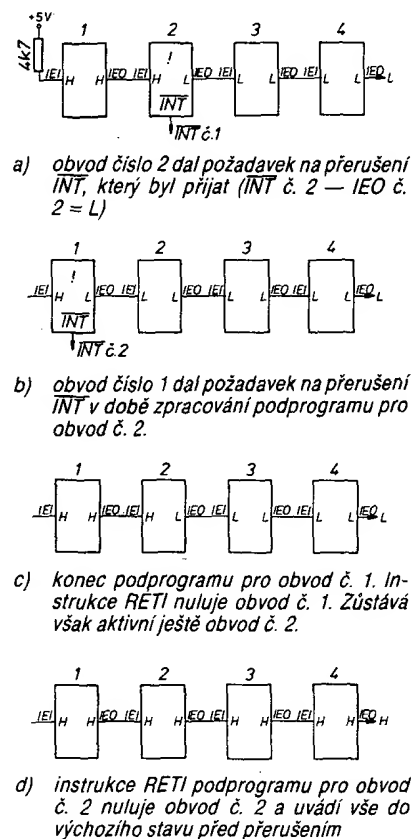 +5V
1 2 3 4
4k7
IEI H H IEO IEI H ! L IEO IEI L L IEO IEI L L IEO L
INT
INT č.1
a) obvod číslo 2 dal požadavek na přerušení
INT, který byl přijat (INT č. 2 — IEO č.
2 = L)
1 2 3 4
IEI H ! L IEO IEI L L IEO IEI L L IEO IEI L L IEO L
INT
INT č.2
b) obvod číslo 1 dal požadavek na přerušení
INT v době zpracování podprogramu pro
obvod č. 2.
1 2 3 4
IEI H H IEO IEI H L IEO IEI L L IEO IEI L L IEO L
c) konec podprogramu pro obvod č. 1. In-
strukce RETI nuluje obvod č. 1. Zůstává
však aktivní ještě obvod č. 2.
1 2 3 4
IEI H H IEO IEI H H IEO IEI H H IEO IEI H H IEO H
d) instrukce RETI podprogramu pro obvod
č. 2 nuluje obvod č. 2 a uvádí vše do
výchozího stavu před přerušením